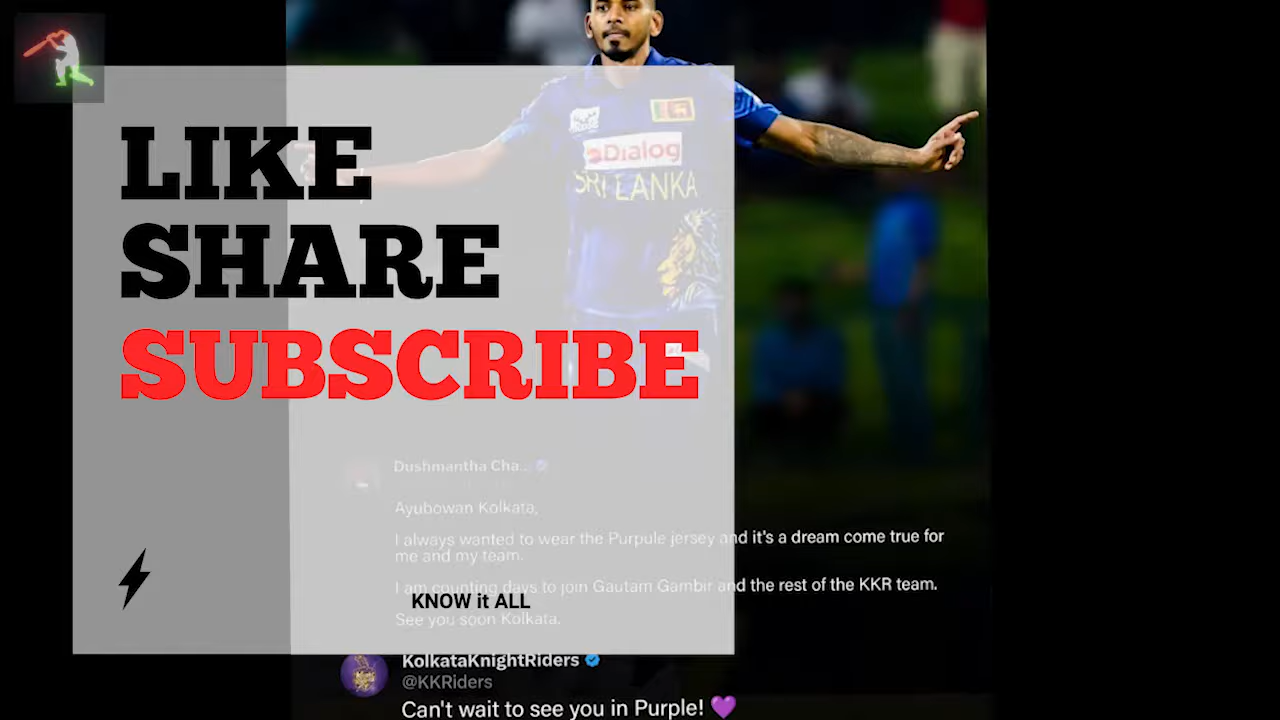 Dialog
SRI LANKA
LIKE
SHARE
SUBSCRIBE
Dushmantha Cha..
Ayubowan Kolkata,
I always wanted to wear the Purpule jersey and it's a dream come true for
me and my team.
I am counting days to join Gautam Gambir and the rest of the KKR team.
KNOW it ALL
See you soon Kolkata.
KolkataKnightRiders
@KKRiders
Can't wait to see you in Purple! 💜